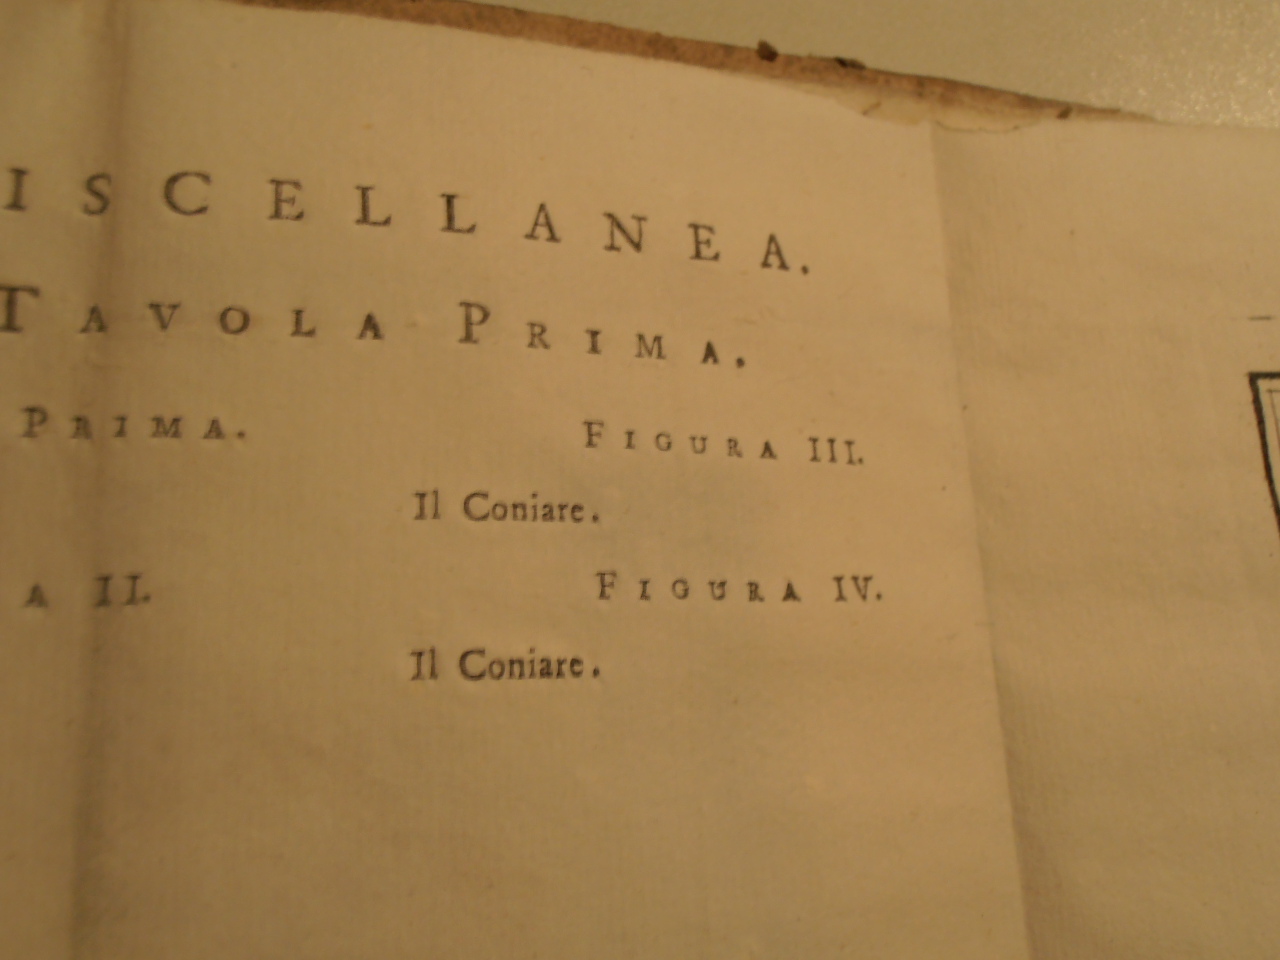 ISCELLANEA.
TAVOLA PRIMA.
PRIMA. FIGURA III.
Il Coniare.
A II. FIGURA IV.
Il Coniare.